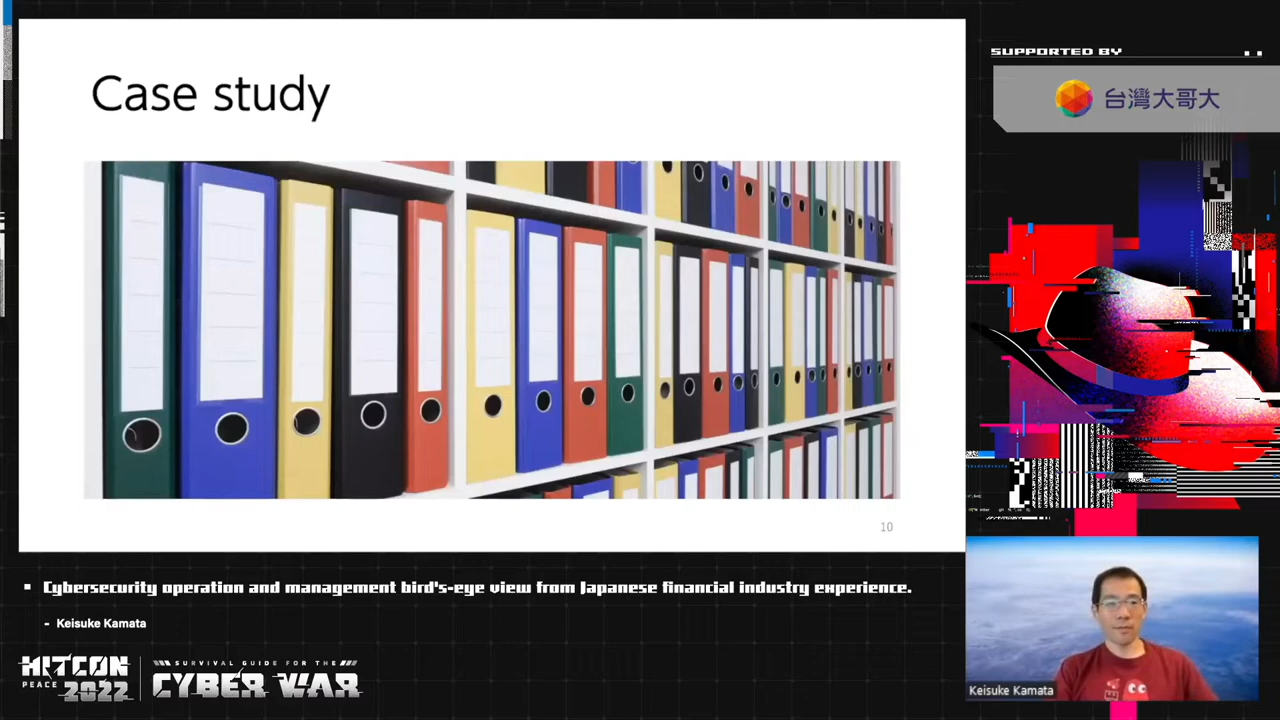 Case study
10
SUPPORTED BY
台灣大哥大
Cybersecurity operation and management bird's-eye view from Japanese financial industry experience.
- Keisuke Kamata
HITCON
PEACE 2022
SURVIVAL GUIDE FOR THE
CYBER WAR
Keisuke Kamata